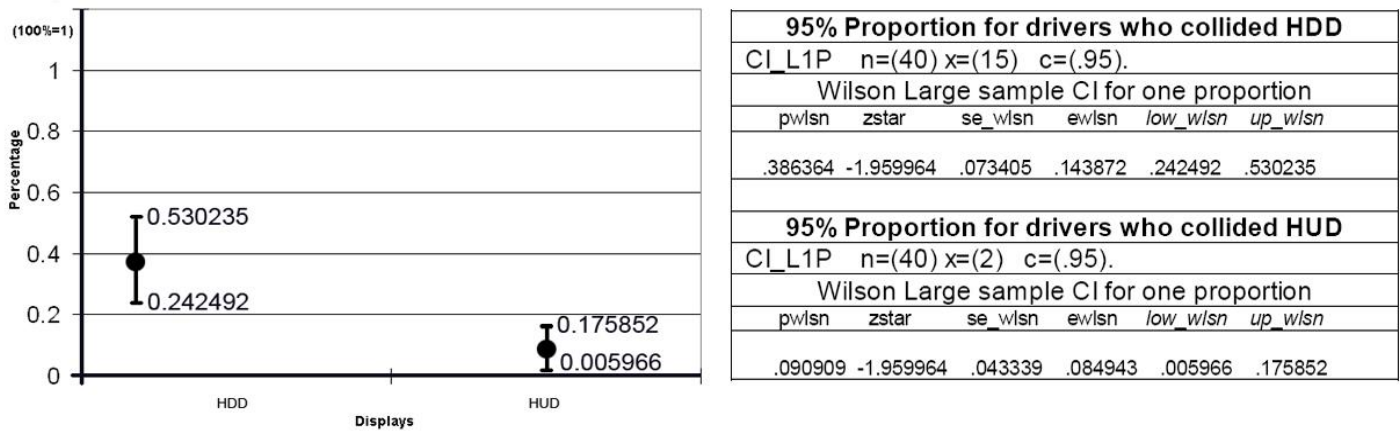 (100%=1)
1
0.8
0.6
0.4
0.2
0
Percentage
0.530235
0.242492
0.175852
0.005966
HDD
HUD
Displays
95% Proportion for drivers who collided HDD
CI_L1P n=(40) x=(15) c=(.95).
Wilson Large sample CI for one proportion
pwlsn zstar se_wlsn ewlsn low_wlsn up_wlsn
.386364 -1.959964 .073405 .143872 .242492 .530235
95% Proportion for drivers who collided HUD
CI_L1P n=(40) x=(2) c=(.95).
Wilson Large sample CI for one proportion
pwlsn zstar se_wlsn ewlsn low_wlsn up_wlsn
.090909 -1.959964 .043339 .084943 .005966 .175852